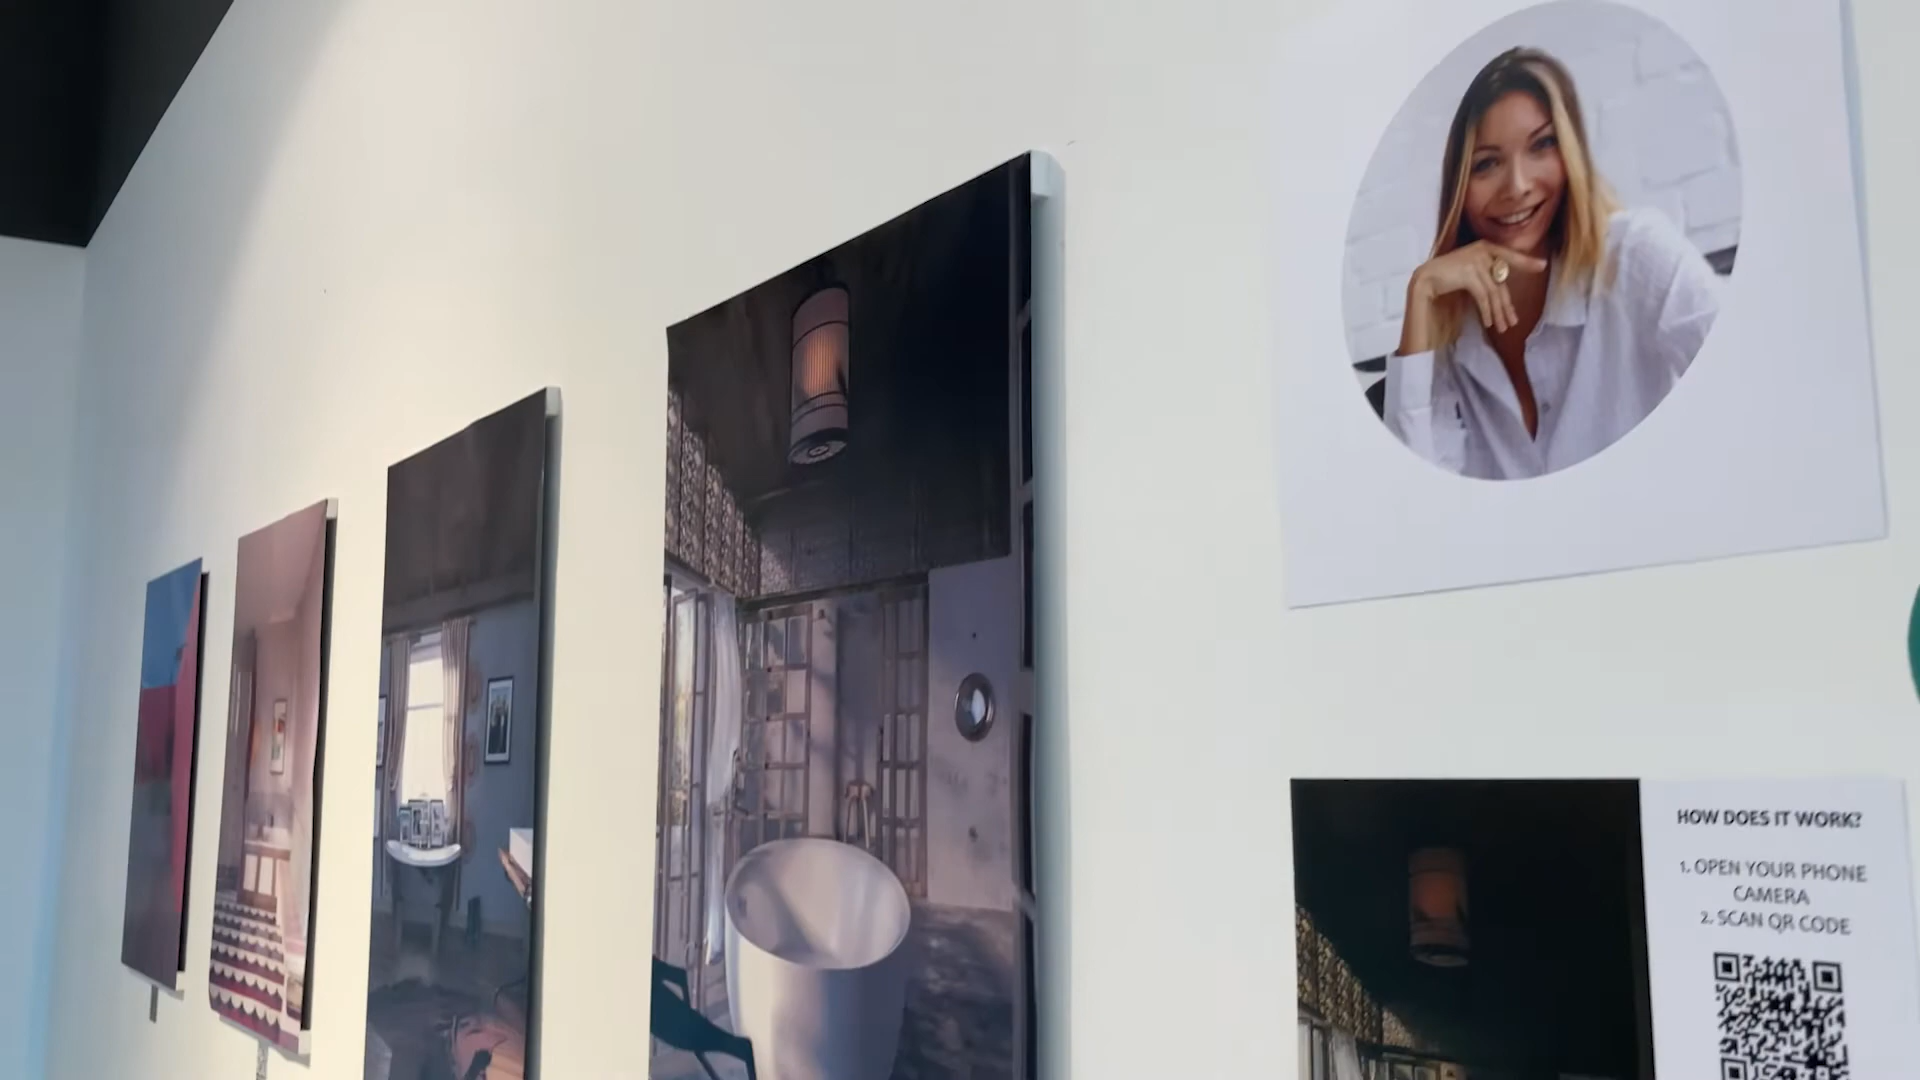 HOW DOES IT WORK?
1. OPEN YOUR PHONE
CAMERA
2. SCAN QR CODE